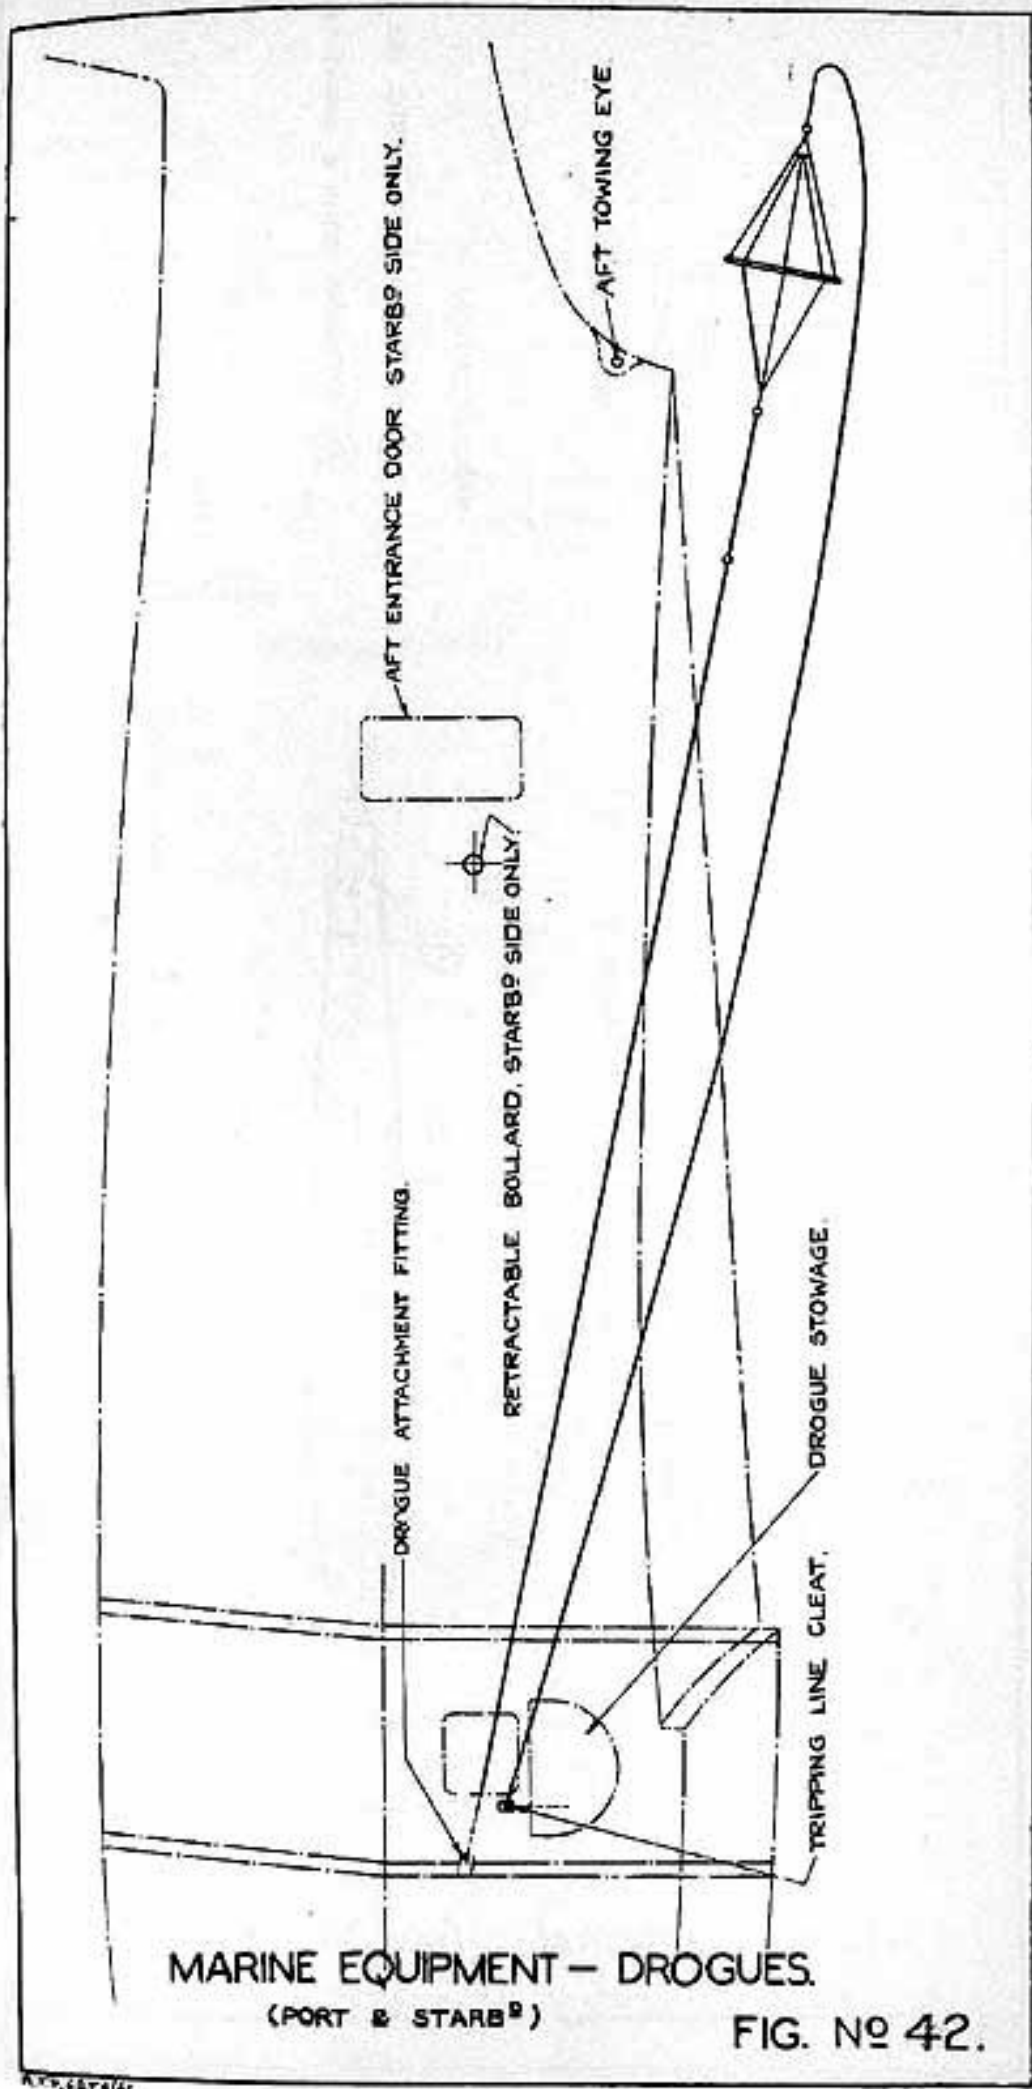 AFT ENTRANCE DOOR STARBᴰ SIDE ONLY.
AFT TOWING EYE.
RETRACTABLE BOLLARD. STARBᴰ SIDE ONLY.
DROGUE ATTACHMENT FITTING.
DROGUE STOWAGE.
TRIPPING LINE CLEAT.
MARINE EQUIPMENT — DROGUES.
(PORT & STARBᴰ)
FIG. Nº 42.